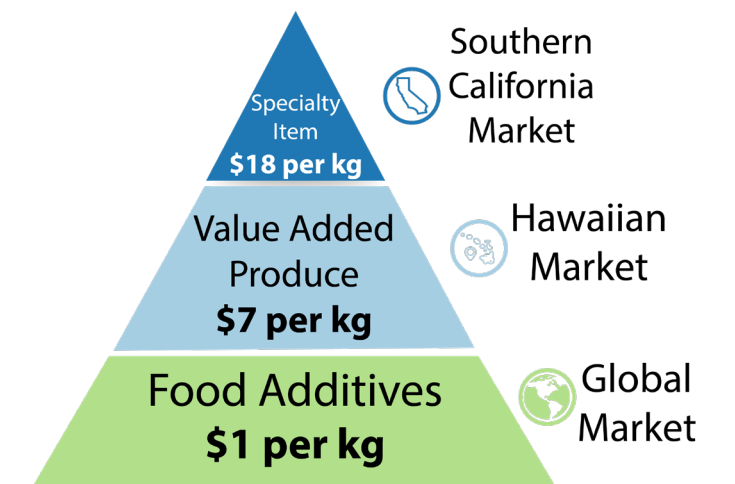 Specialty
Item
$18 per kg
Southern
California
Market
Value Added
Produce
$7 per kg
Hawaiian
Market
Food Additives
$1 per kg
Global
Market